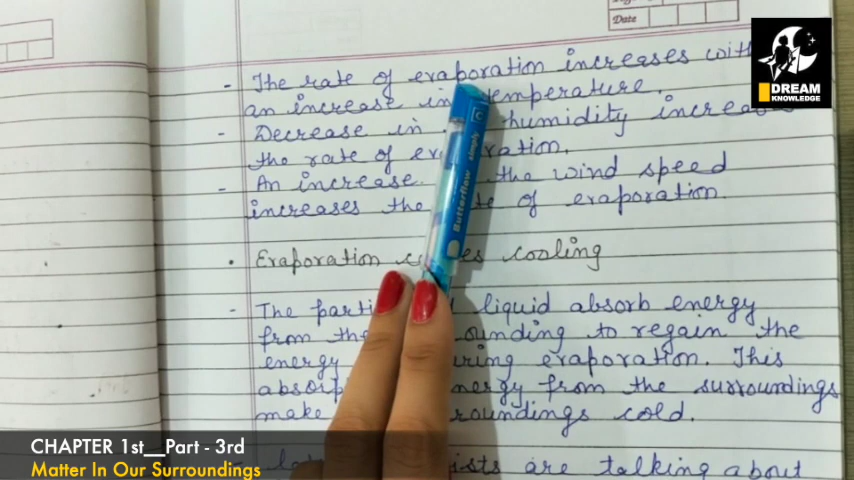 Date
DREAM
KNOWLEDGE
- The rate of evaporation increases with
an increase in temperature.
- Decrease in humidity
the rate of
- An increase the wind speed
increases the of evaporation
• Evaporation cooling
- The liquid absorb energy
from the to regain the
energy evaporation. This
from the surroundings
make cold.
are talking about
Butterflow simply
CHAPTER 1st__Part - 3rd
Matter In Our Surroundings